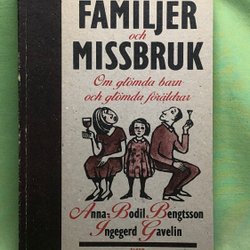 FAMILJER
och
MISSBRUK
Om glömda barn
och glömda föräldrar
Anna-Bodil Bengtsson
Ingegerd Gavelin